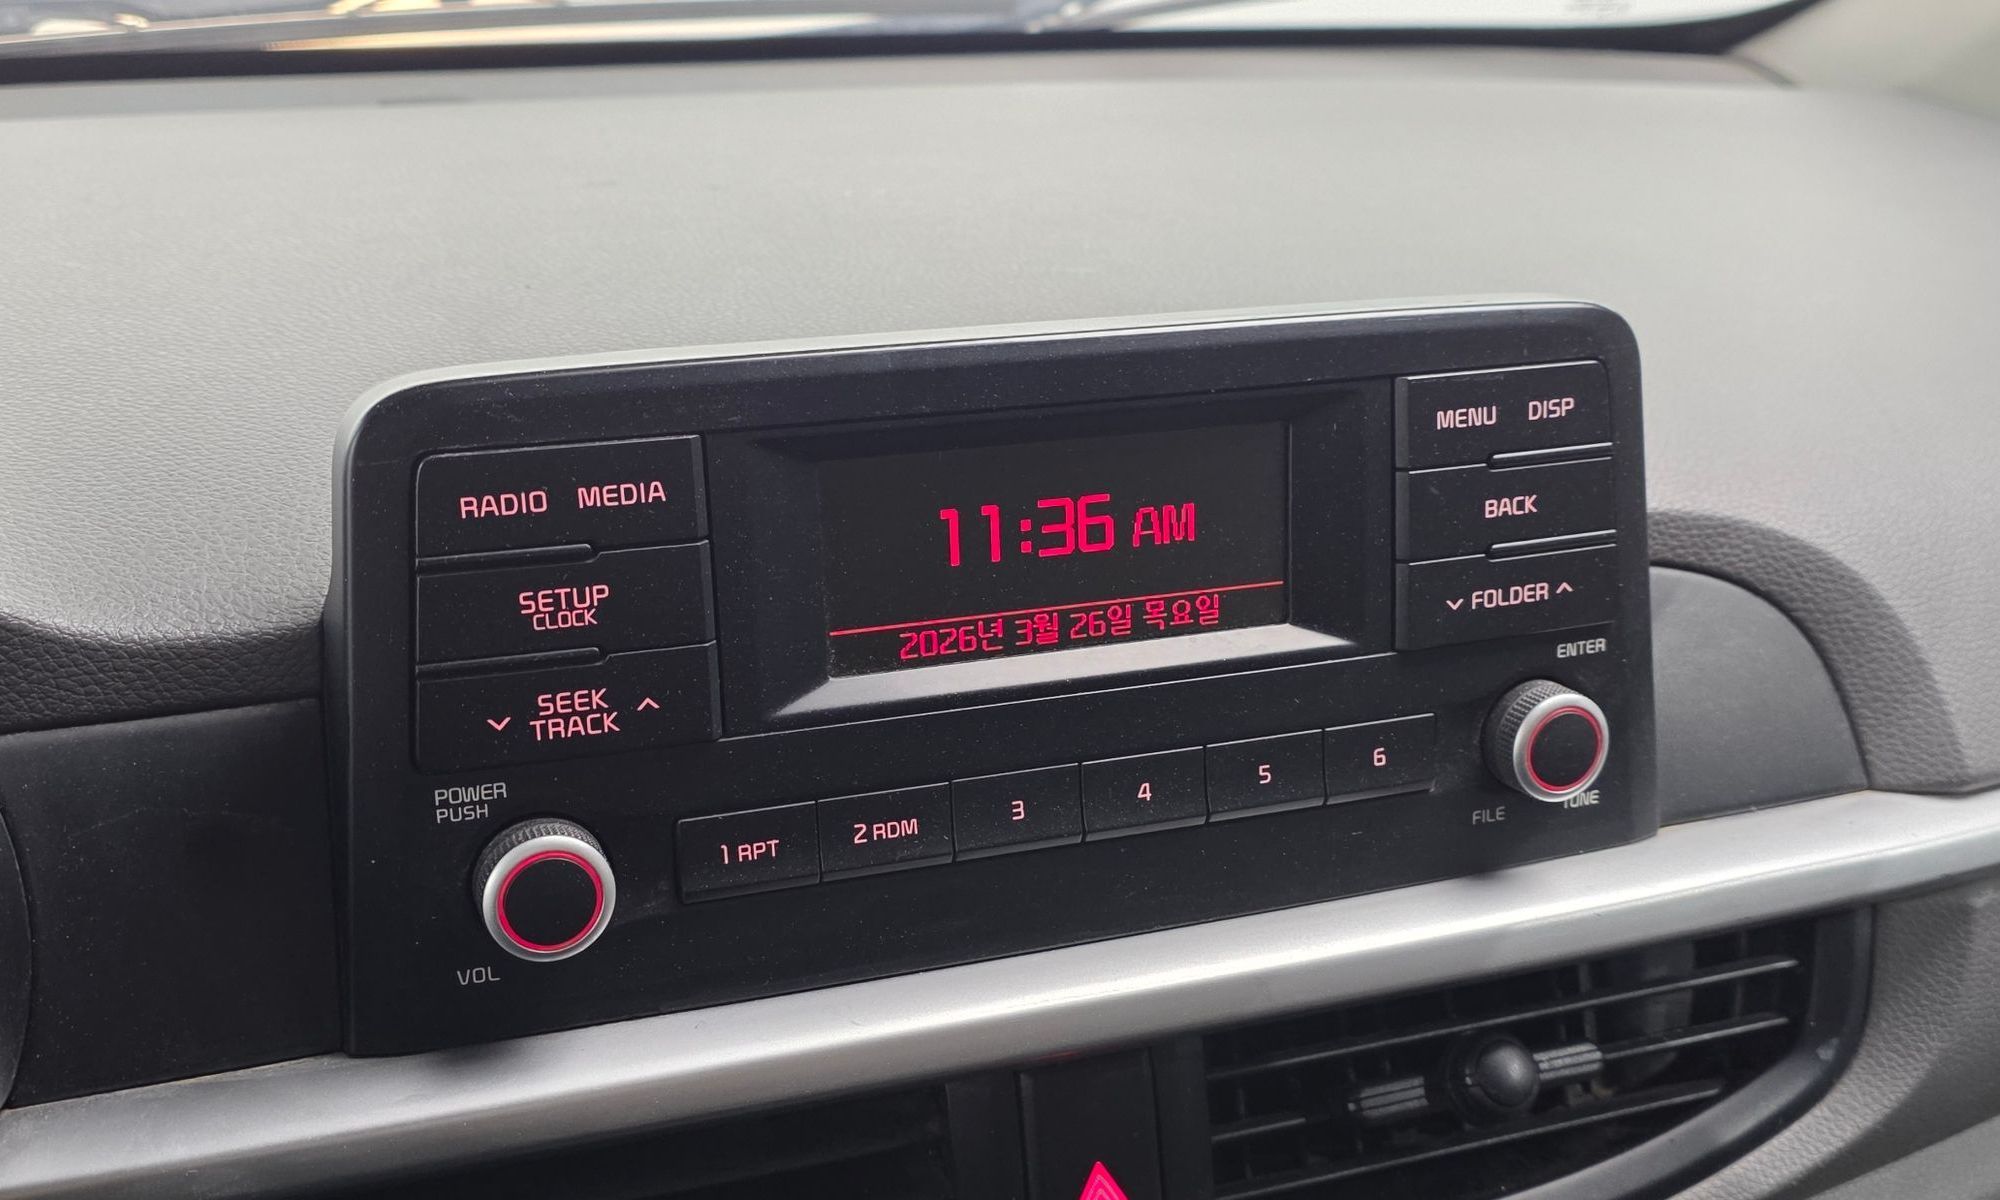 RADIO MEDIA
SETUP
CLOCK
SEEK
TRACK
POWER
PUSH
VOL
11:36 AM
2026년 3월 26일 목요일
1 RPT
2 RDM
3
4
5
6
MENU DISP
BACK
FOLDER
ENTER
FILE
TUNE